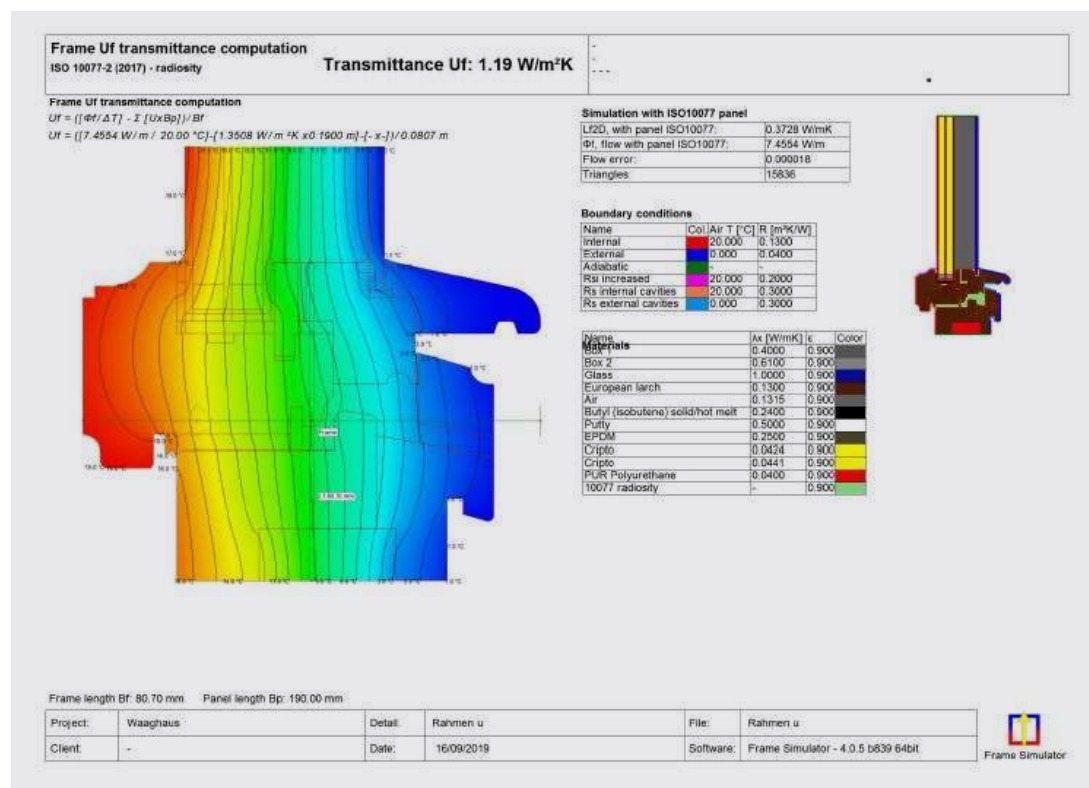 Frame Uf transmittance computation
ISO 10077-2 (2017) - radiosity
Transmittance Uf: 1.19 W/m²K
-
-
- - -
Frame Uf transmittance computation
Uf = ([Φf/ΔT] - Σ [UxBp])/Bf
Uf = ([7.4554 W/m / 20.00 °C]-[1.3508 W/m ²K x0.1900 m]-[- x-])/0.0807 m
Simulation with ISO10077 panel
Lf2D, with panel ISO10077: 0.3728 W/mK
Φf, flow with panel ISO10077: 7.4554 W/m
Flow error: 0.000018
Triangles: 15836
Boundary conditions
Name Col. Air T [°C] R [m²K/W]
Internal 20.000 0.1300
External 0.000 0.0400
Adiabatic - -
Rsi increased 20.000 0.2000
Rs internal cavities 20.000 0.3000
Rs external cavities 0.000 0.3000
Materials
Name λx [W/mK] ε Color
Box 1 0.4000 0.900
Box 2 0.6100 0.900
Glass 1.0000 0.900
European larch 0.1300 0.900
Air 0.1315 0.900
Butyl (isobutene) solid/hot melt 0.2400 0.900
Putty 0.5000 0.900
EPDM 0.2500 0.900
Cripto 0.0424 0.900
Cripto 0.0441 0.900
PUR Polyurethane 0.0400 0.900
10077 radiosity - 0.900
Frame
Frame length Bf: 80.70 mm Panel length Bp: 190.00 mm
Project: Waaghaus Detail: Rahmen u File: Rahmen u
Client: - Date: 16/09/2019 Software: Frame Simulator - 4.0.5 b839 64bit
Frame Simulator